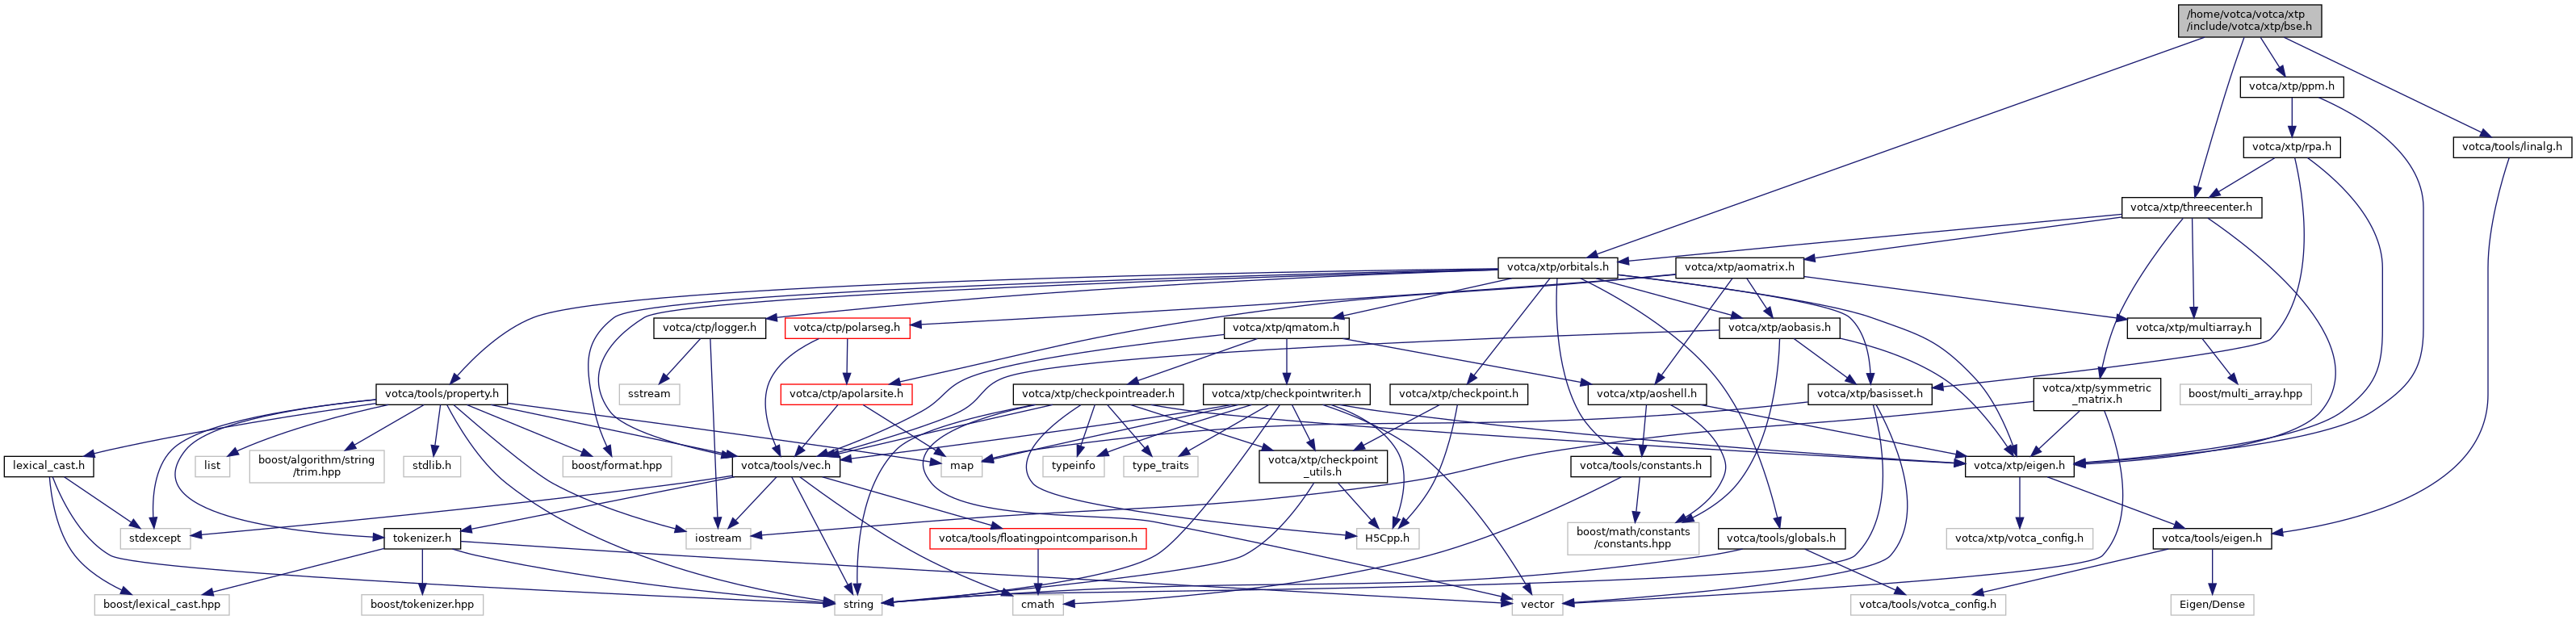 /home/votca/votca/xtp
/include/votca/xtp/bse.h
votca/xtp/ppm.h
votca/xtp/rpa.h
votca/tools/linalg.h
votca/xtp/threecenter.h
votca/xtp/orbitals.h
votca/xtp/aomatrix.h
votca/ctp/logger.h
votca/ctp/polarseg.h
votca/xtp/qmatom.h
votca/xtp/aobasis.h
votca/xtp/multiarray.h
votca/tools/property.h
sstream
votca/ctp/apolarsite.h
votca/xtp/checkpointreader.h
votca/xtp/checkpointwriter.h
votca/xtp/checkpoint.h
votca/xtp/aoshell.h
votca/xtp/basisset.h
votca/xtp/symmetric
_matrix.h
boost/multi_array.hpp
lexical_cast.h
list
boost/algorithm/string
/trim.hpp
stdlib.h
boost/format.hpp
votca/tools/vec.h
map
typeinfo
type_traits
votca/xtp/checkpoint
_utils.h
votca/tools/constants.h
votca/xtp/eigen.h
stdexcept
tokenizer.h
iostream
votca/tools/floatingpointcomparison.h
H5Cpp.h
boost/math/constants
/constants.hpp
votca/tools/globals.h
votca/xtp/votca_config.h
votca/tools/eigen.h
boost/lexical_cast.hpp
boost/tokenizer.hpp
string
cmath
vector
votca/tools/votca_config.h
Eigen/Dense